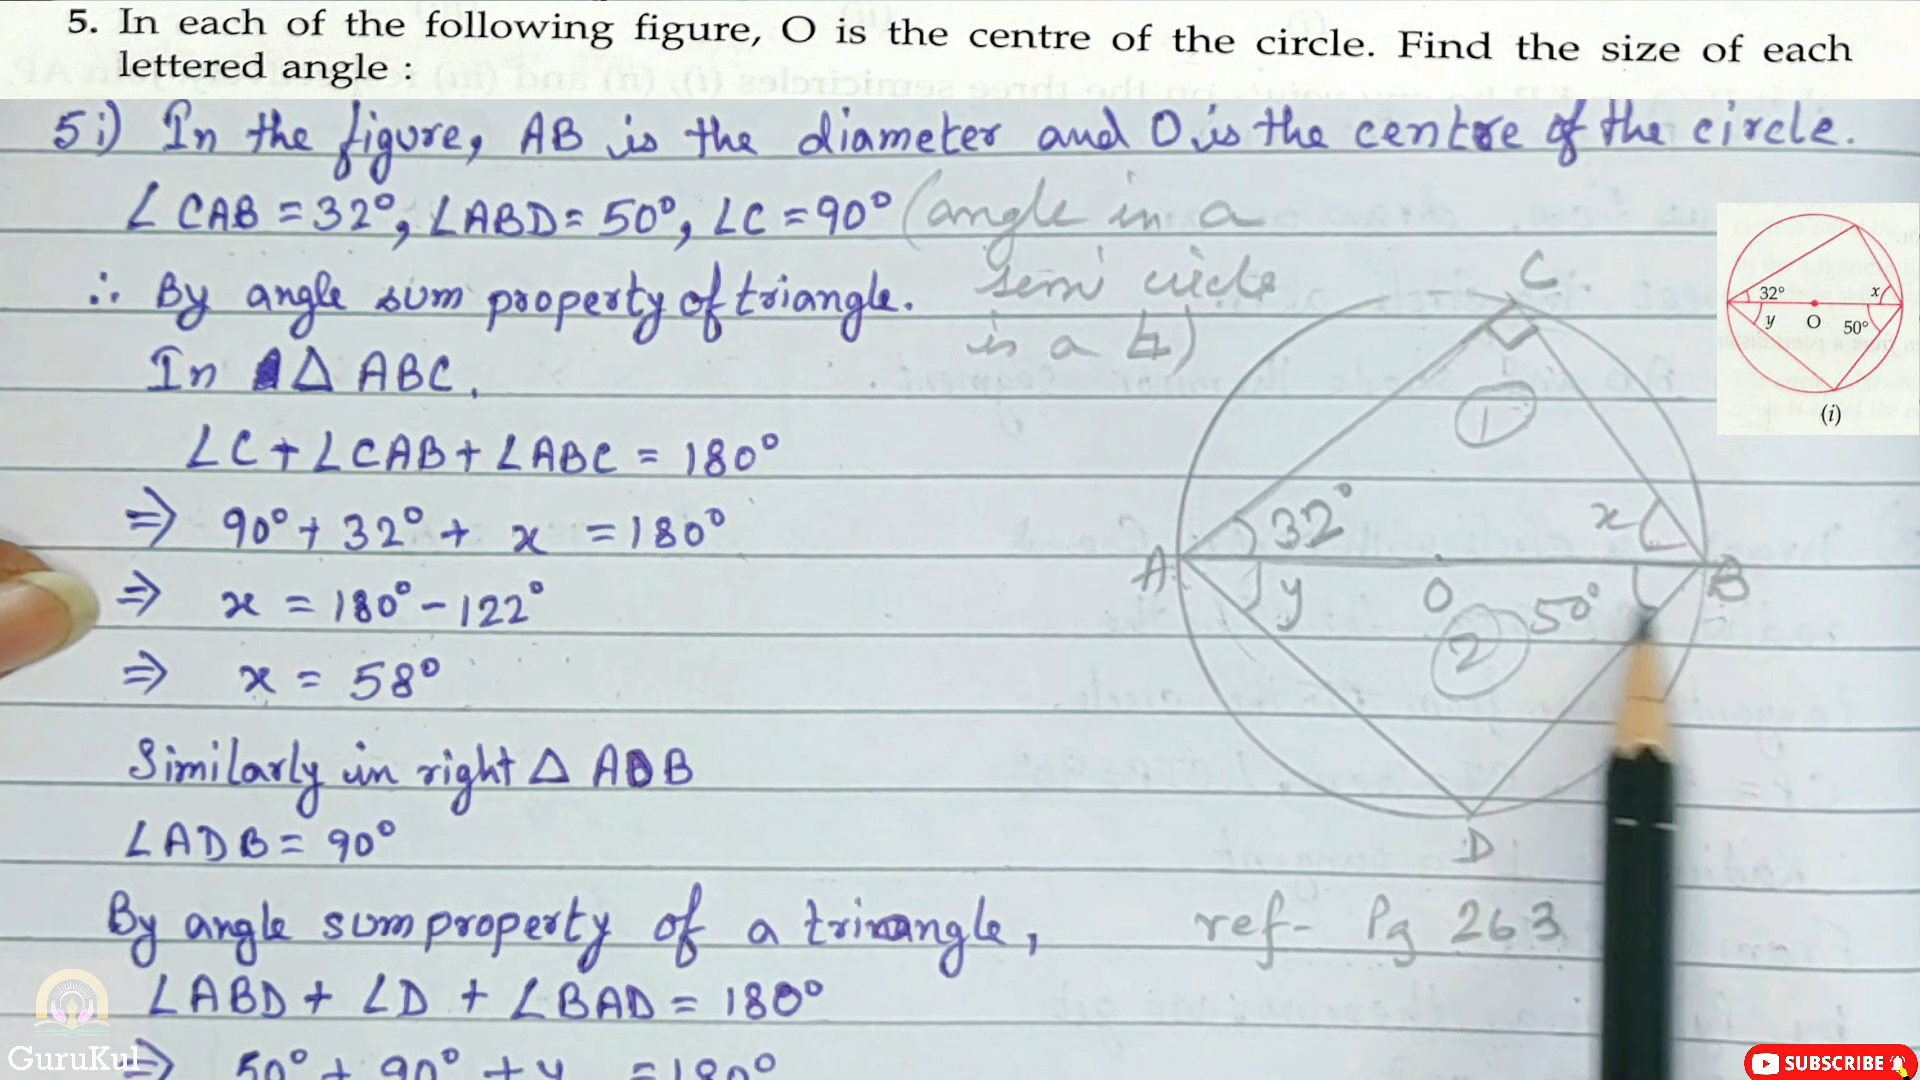 5. In each of the following figure, O is the centre of the circle. Find the size of each
lettered angle :
5i) In the figure, AB is the diameter and O is the centre of the circle.
∠CAB = 32°, ∠ABD = 50°, ∠C = 90° (angle in a
semi circle
is a ∟)
∴ By angle sum property of triangle.
In △ ABC,
∠C + ∠CAB + ∠ABC = 180°
⇒ 90° + 32° + x = 180°
⇒ x = 180° - 122°
⇒ x = 58°
Similarly in right △ ADB
∠ADB = 90°
By angle sum property of a triangle,
∠ABD + ∠D + ∠BAD = 180°
⇒ 50° + 90° + y = 180°
C
1
32°
x
A
B
y
O
50°
2
D
ref- Pg 263
32°
x
y
O
50°
(i)
GuruKul
SUBSCRIBE